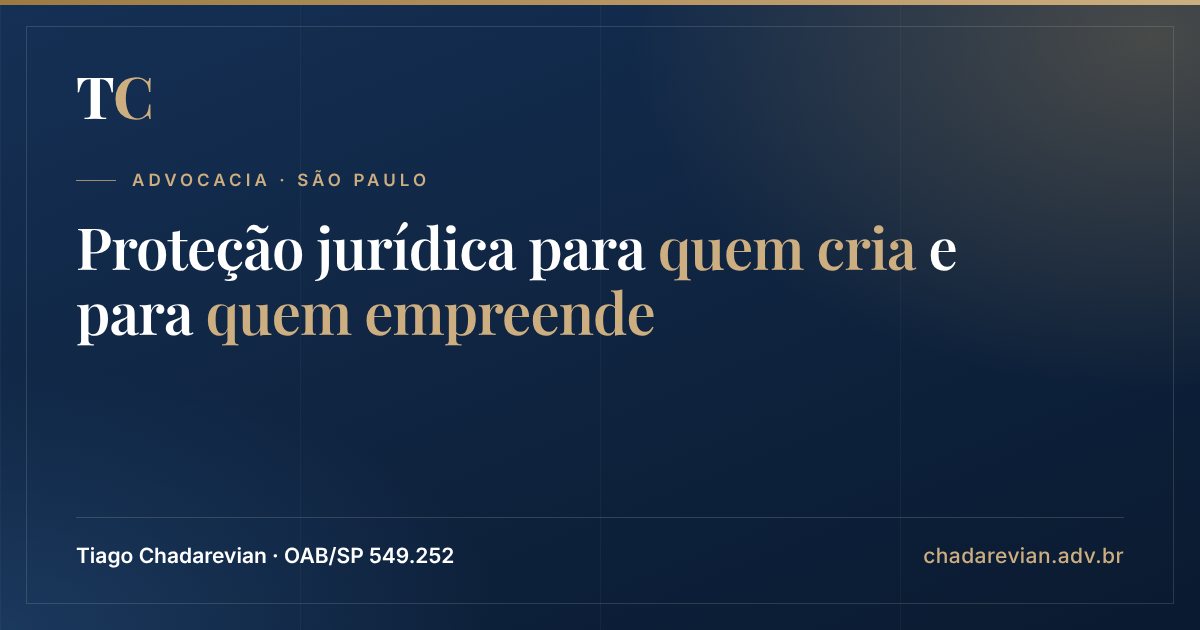 TC
ADVOCACIA · SÃO PAULO
Proteção jurídica para quem cria e
para quem empreende
Tiago Chadarevian · OAB/SP 549.252
chadarevian.adv.br